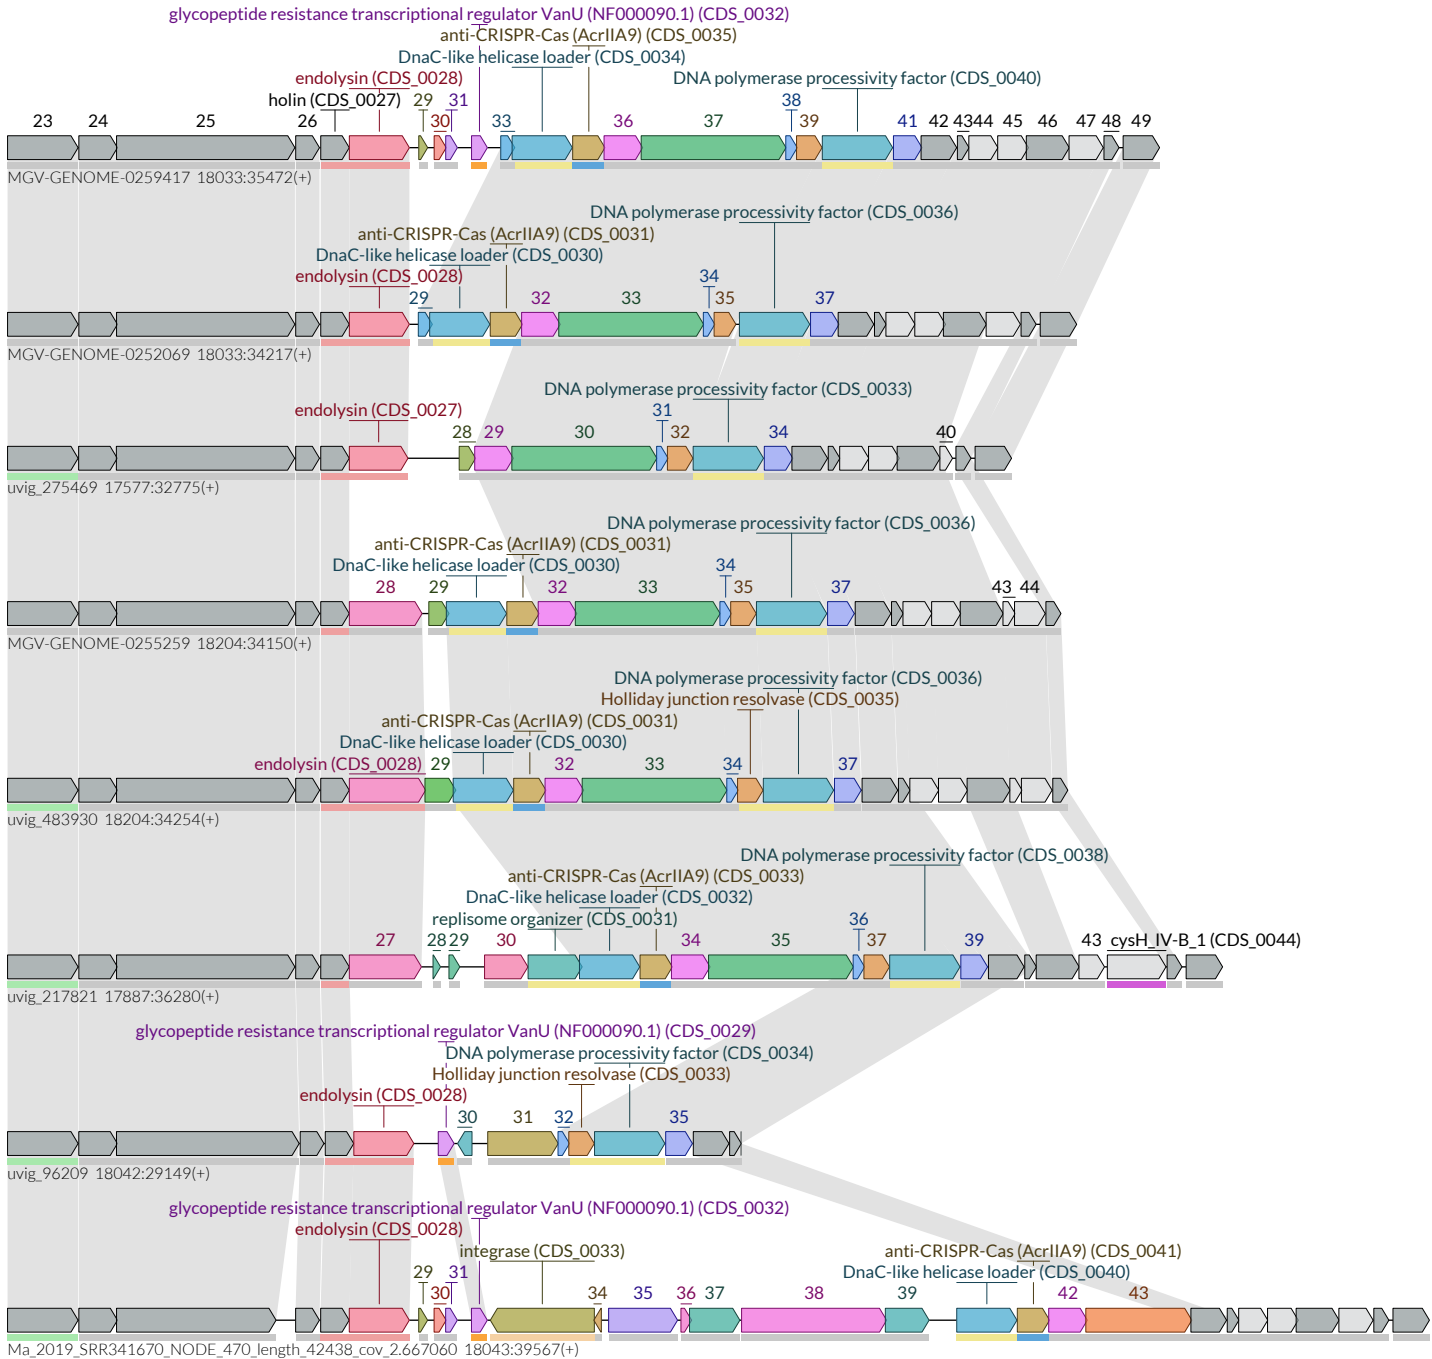 glycopeptide resistance transcriptional regulator VanU (NF000090.1) (CDS_0032)
anti-CRISPR-Cas (AcrIIA9) (CDS_0035)
DnaC-like helicase loader (CDS_0034)
endolysin (CDS_0028) DNA polymerase processivity factor (CDS_0040)
holin (CDS_0027) 29 31 38
23 24 25 26 30 33 36 37 39 41 42 43 44 45 46 47 48 49
MGV-GENOME-0259417 18033:35472(+)
DNA polymerase processivity factor (CDS_0036)
anti-CRISPR-Cas (AcrIIA9) (CDS_0031)
DnaC-like helicase loader (CDS_0030)
endolysin (CDS_0028) 34
29 32 33 35 37
MGV-GENOME-0252069 18033:34217(+)
DNA polymerase processivity factor (CDS_0033)
endolysin (CDS_0027) 31
28 29 30 32 34 40
uvig_275469 17577:32775(+)
DNA polymerase processivity factor (CDS_0036)
anti-CRISPR-Cas (AcrIIA9) (CDS_0031)
DnaC-like helicase loader (CDS_0030) 34
28 29 32 33 35 37 43 44
MGV-GENOME-0255259 18204:34150(+)
DNA polymerase processivity factor (CDS_0036)
Holliday junction resolvase (CDS_0035)
anti-CRISPR-Cas (AcrIIA9) (CDS_0031)
DnaC-like helicase loader (CDS_0030)
endolysin (CDS_0028) 29 32 33 34 37
uvig_483930 18204:34254(+)
DNA polymerase processivity factor (CDS_0038)
anti-CRISPR-Cas (AcrIIA9) (CDS_0033)
DnaC-like helicase loader (CDS_0032)
replisome organizer (CDS_0031) 36
27 28 29 30 34 35 37 39 43 cysH_IV-B_1 (CDS_0044)
uvig_217821 17887:36280(+)
glycopeptide resistance transcriptional regulator VanU (NF000090.1) (CDS_0029)
DNA polymerase processivity factor (CDS_0034)
Holliday junction resolvase (CDS_0033)
endolysin (CDS_0028)
30 31 32 35
uvig_96209 18042:29149(+)
glycopeptide resistance transcriptional regulator VanU (NF000090.1) (CDS_0032)
endolysin (CDS_0028)
integrase (CDS_0033) anti-CRISPR-Cas (AcrIIA9) (CDS_0041)
29 31 DnaC-like helicase loader (CDS_0040)
30 34 35 36 37 38 39 42 43
Ma_2019_SRR341670_NODE_470_length_42438_cov_2.667060 18043:39567(+)